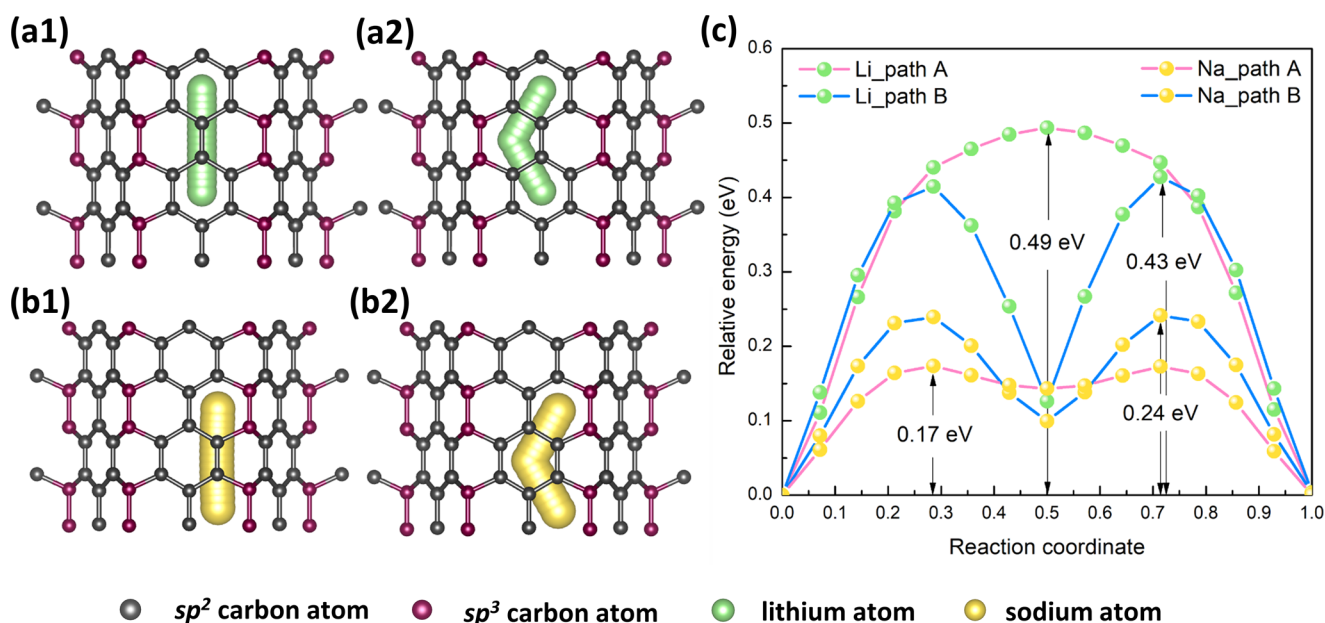 (a1)
(a2)
(b1)
(b2)
(c)
0.6
0.5
0.4
0.3
0.2
0.1
0.0
Relative energy (eV)
Li_path A
Li_path B
Na_path A
Na_path B
0.49 eV
0.43 eV
0.17 eV
0.24 eV
0.0 0.1 0.2 0.3 0.4 0.5 0.6 0.7 0.8 0.9 1.0
Reaction coordinate
sp² carbon atom
sp³ carbon atom
lithium atom
sodium atom